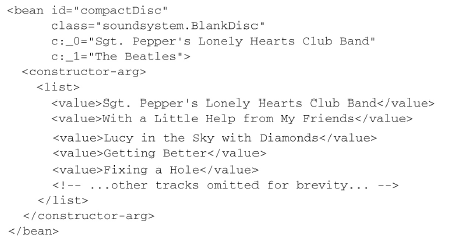 <bean id="compactDisc"
class="soundsystem.BlankDisc"
c:_0="Sgt. Pepper's Lonely Hearts Club Band"
c:_1="The Beatles">
<constructor-arg>
<list>
<value>Sgt. Pepper's Lonely Hearts Club Band</value>
<value>With a Little Help from My Friends</value>
<value>Lucy in the Sky with Diamonds</value>
<value>Getting Better</value>
<value>Fixing a Hole</value>
<!-- ...other tracks omitted for brevity... -->
</list>
</constructor-arg>
</bean>